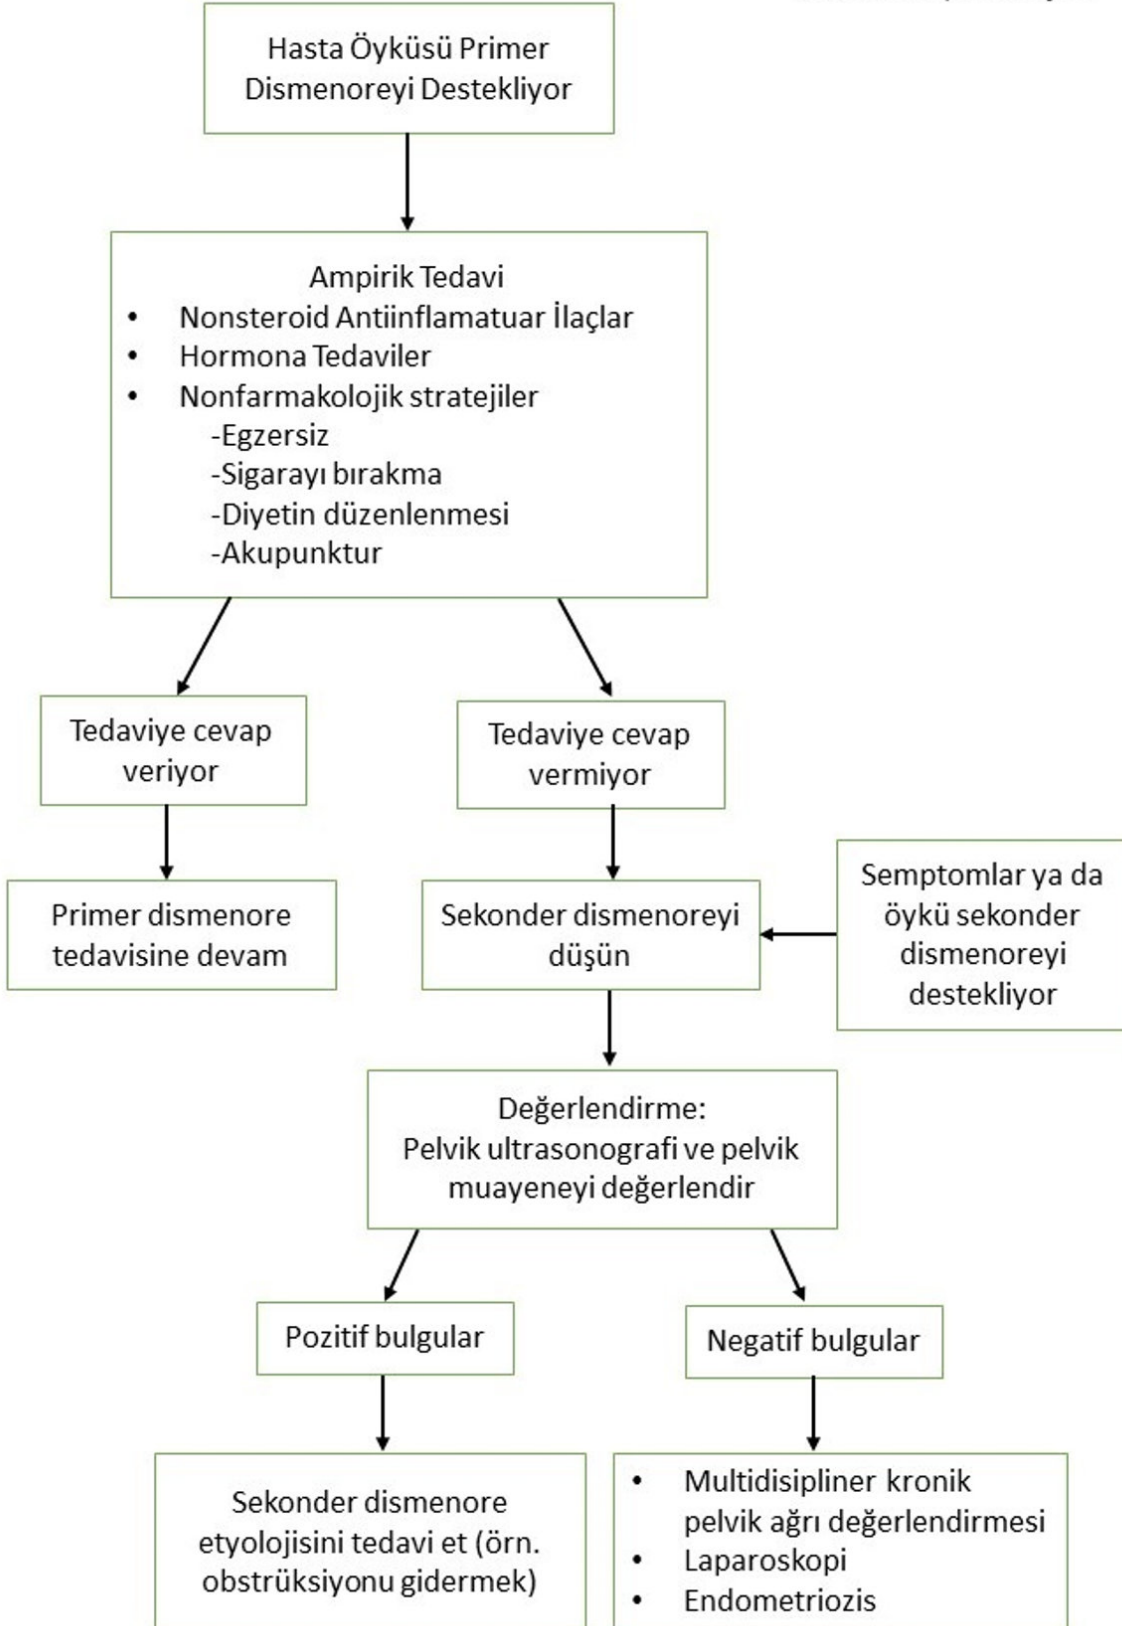 Hasta Öyküsü Primer
Dismenoreyi Destekliyor
Ampirik Tedavi
• Nonsteroid Antiinflamatuar İlaçlar
• Hormona Tedaviler
• Nonfarmakolojik stratejiler
-Egzersiz
-Sigarayı bırakma
-Diyetin düzenlenmesi
-Akupunktur
Tedaviye cevap
veriyor
Tedaviye cevap
vermiyor
Primer dismenore
tedavisine devam
Sekonder dismenoreyi
düşün
Semptomlar ya da
öykü sekonder
dismenoreyi
destekliyor
Değerlendirme:
Pelvik ultrasonografi ve pelvik
muayeneyi değerlendir
Pozitif bulgular
Negatif bulgular
Sekonder dismenore
etyolojisini tedavi et (örn.
obstrüksiyonu gidermek)
• Multidisipliner kronik
pelvik ağrı değerlendirmesi
• Laparoskopi
• Endometriozis